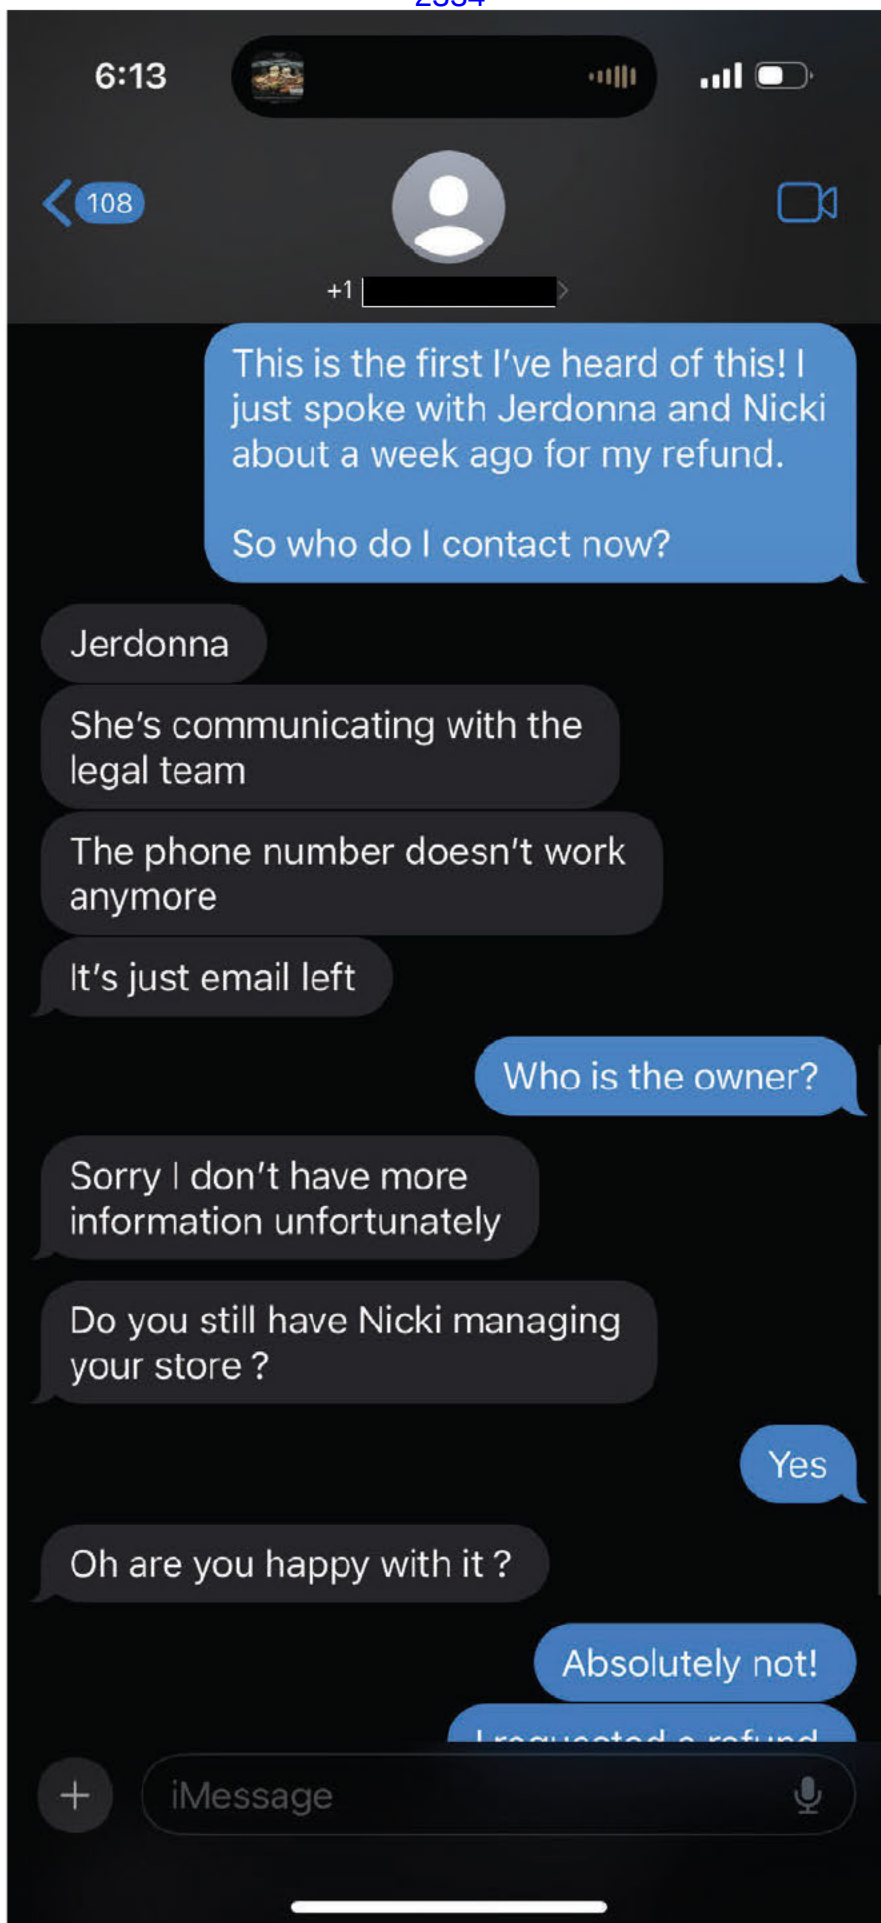 6:13
108
+1
This is the first I've heard of this! I
just spoke with Jerdonna and Nicki
about a week ago for my refund.
So who do I contact now?
Jerdonna
She's communicating with the
legal team
The phone number doesn't work
anymore
It's just email left
Who is the owner?
Sorry I don't have more
information unfortunately
Do you still have Nicki managing
your store ?
Yes
Oh are you happy with it ?
Absolutely not!
I requested a refund
iMessage